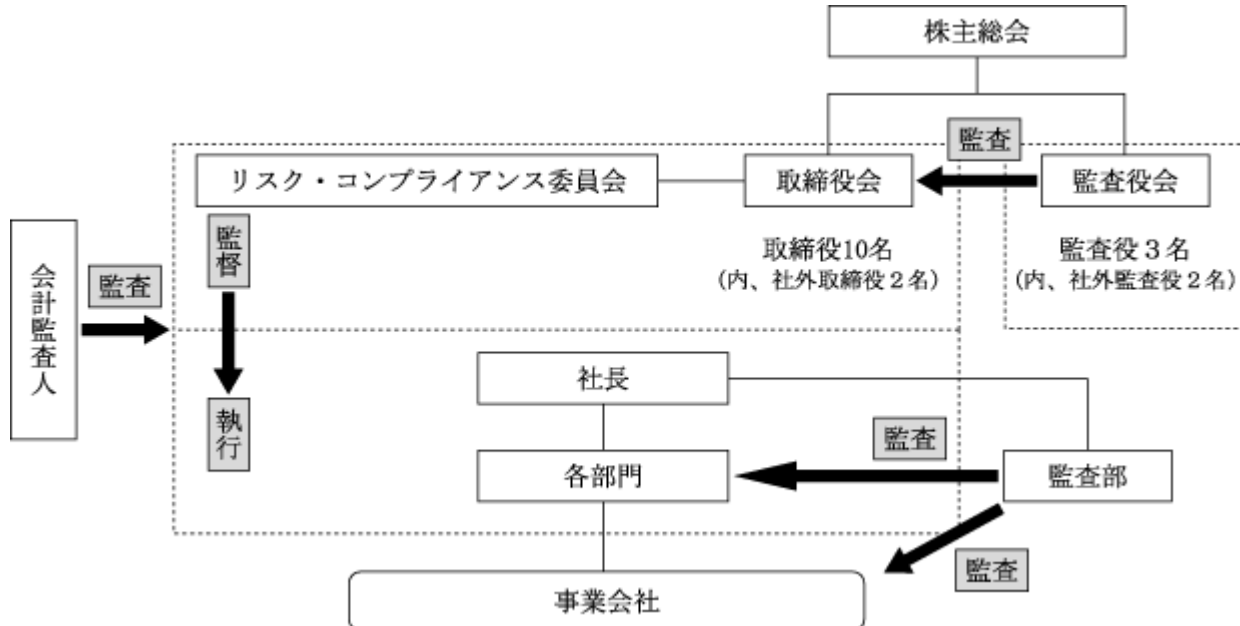 株主総会
監査
リスク・コンプライアンス委員会
取締役会
監査役会
監督
取締役10名
(内、社外取締役2名)
監査役3名
(内、社外監査役2名)
会計監査人
監査
社長
執行
監査
各部門
監査部
監査
事業会社